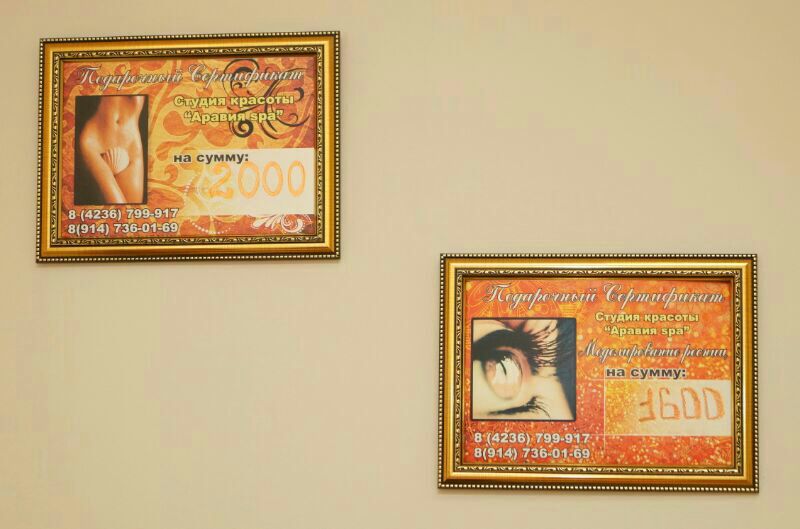 Подарочный Сертификат
Студия красоты
"Аравия spa"
на сумму:
2000
8 (4236) 799-917
8(914) 736-01-69
Подарочный Сертификат
Студия красоты
"Аравия spa"
Моделирование ресниц
на сумму:
1600
8 (4236) 799-917
8(914) 736-01-69